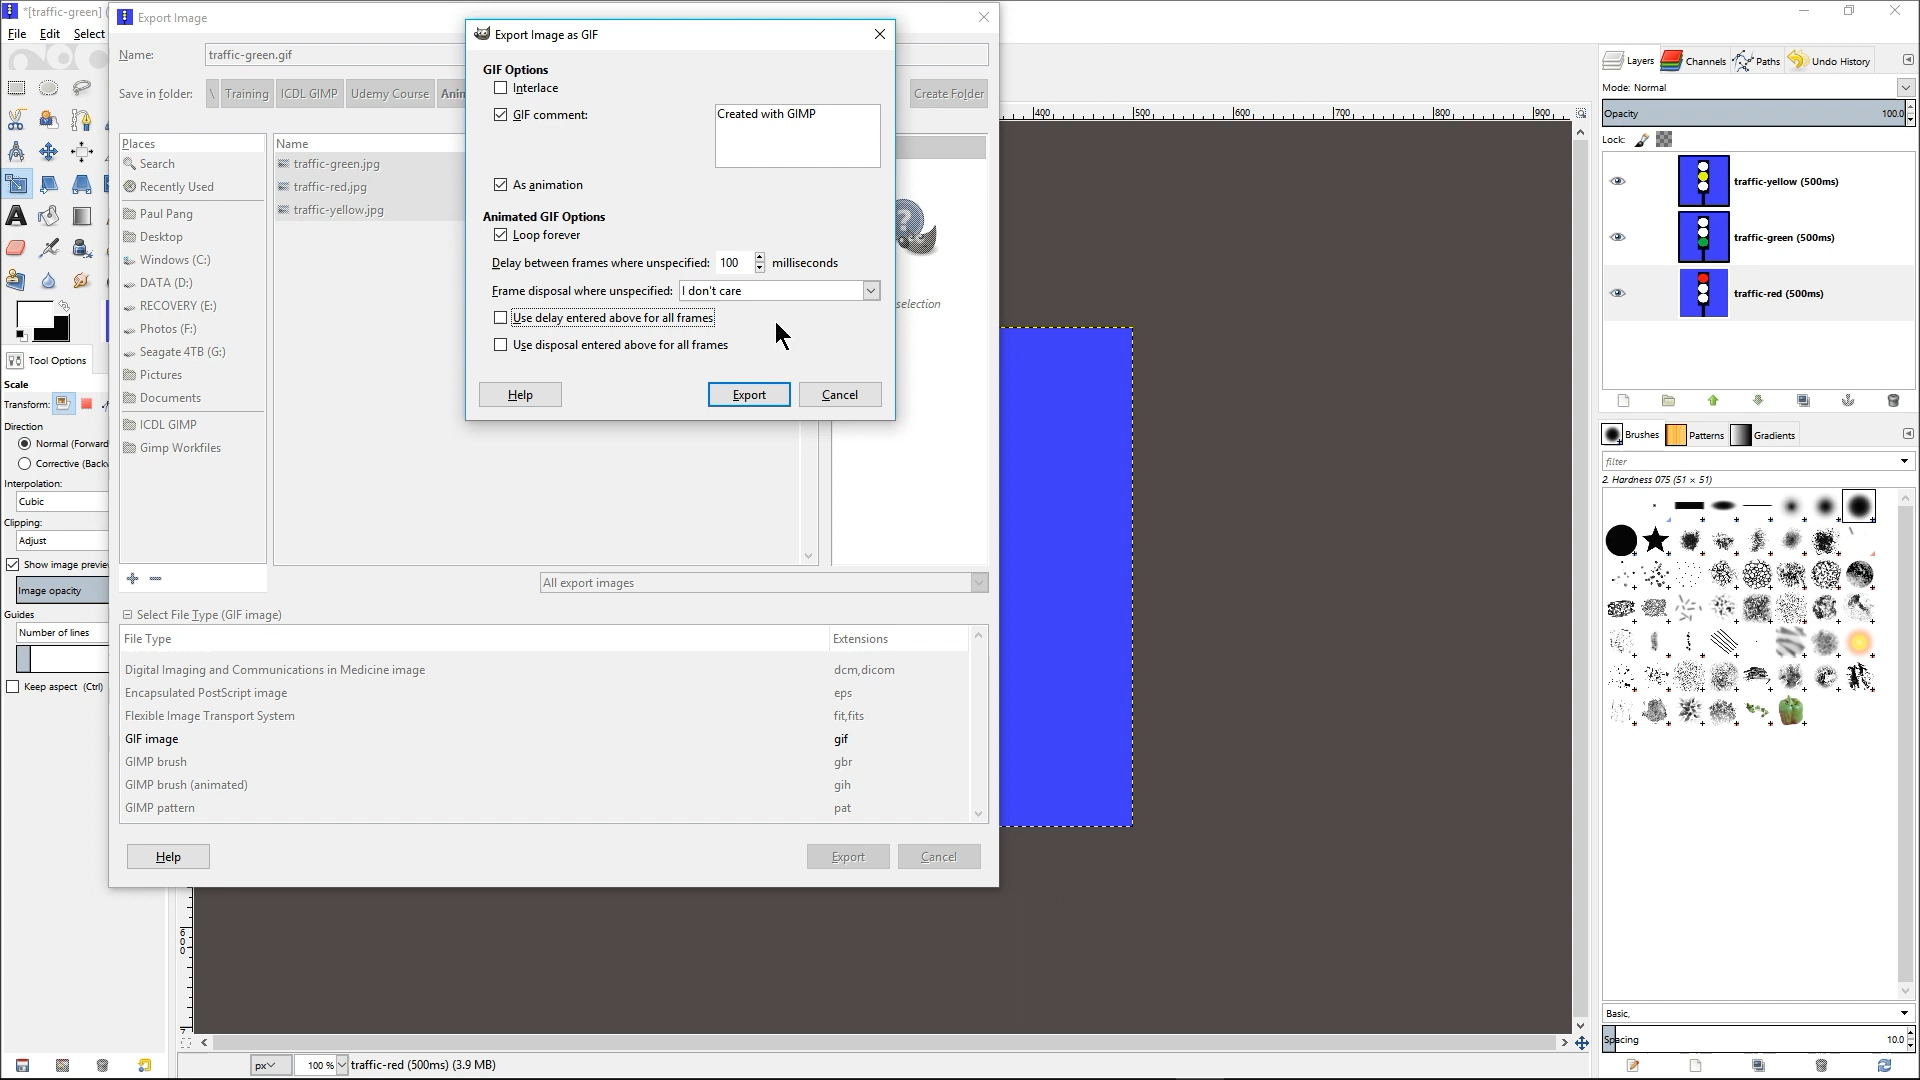 *[traffic-green] (
File Edit Select
Export Image
Name: traffic-green.gif
Save in folder: \ Training ICDL GIMP Udemy Course Anin
Create Folder
Places
Search
Recently Used
Paul Pang
Desktop
Windows (C:)
DATA (D:)
RECOVERY (E:)
Photos (F:)
Seagate 4TB (G:)
Pictures
Documents
ICDL GIMP
Gimp Workfiles
Name
traffic-green.jpg
traffic-red.jpg
traffic-yellow.jpg
selection
All export images
Select File Type (GIF image)
File Type Extensions
Digital Imaging and Communications in Medicine image dcm,dicom
Encapsulated PostScript image eps
Flexible Image Transport System fit,fits
GIF image gif
GIMP brush gbr
GIMP brush (animated) gih
GIMP pattern pat
Help Export Cancel
Export Image as GIF
GIF Options
Interlace
GIF comment: Created with GIMP
As animation
Animated GIF Options
Loop forever
Delay between frames where unspecified: 100 milliseconds
Frame disposal where unspecified: I don't care
Use delay entered above for all frames
Use disposal entered above for all frames
Help Export Cancel
Tool Options
Scale
Transform:
Direction
Normal (Forward
Corrective (Back
Interpolation:
Cubic
Clipping:
Adjust
Show image preview
Image opacity
Guides
Number of lines
Keep aspect (Ctrl)
400 500 600 700 800 900
600
7
px 100 % traffic-red (500ms) (3.9 MB)
Layers Channels Paths Undo History
Mode: Normal
Opacity 100.0
Lock:
traffic-yellow (500ms)
traffic-green (500ms)
traffic-red (500ms)
Brushes Patterns Gradients
filter
2. Hardness 075 (51 × 51)
Basic,
Spacing 10.0